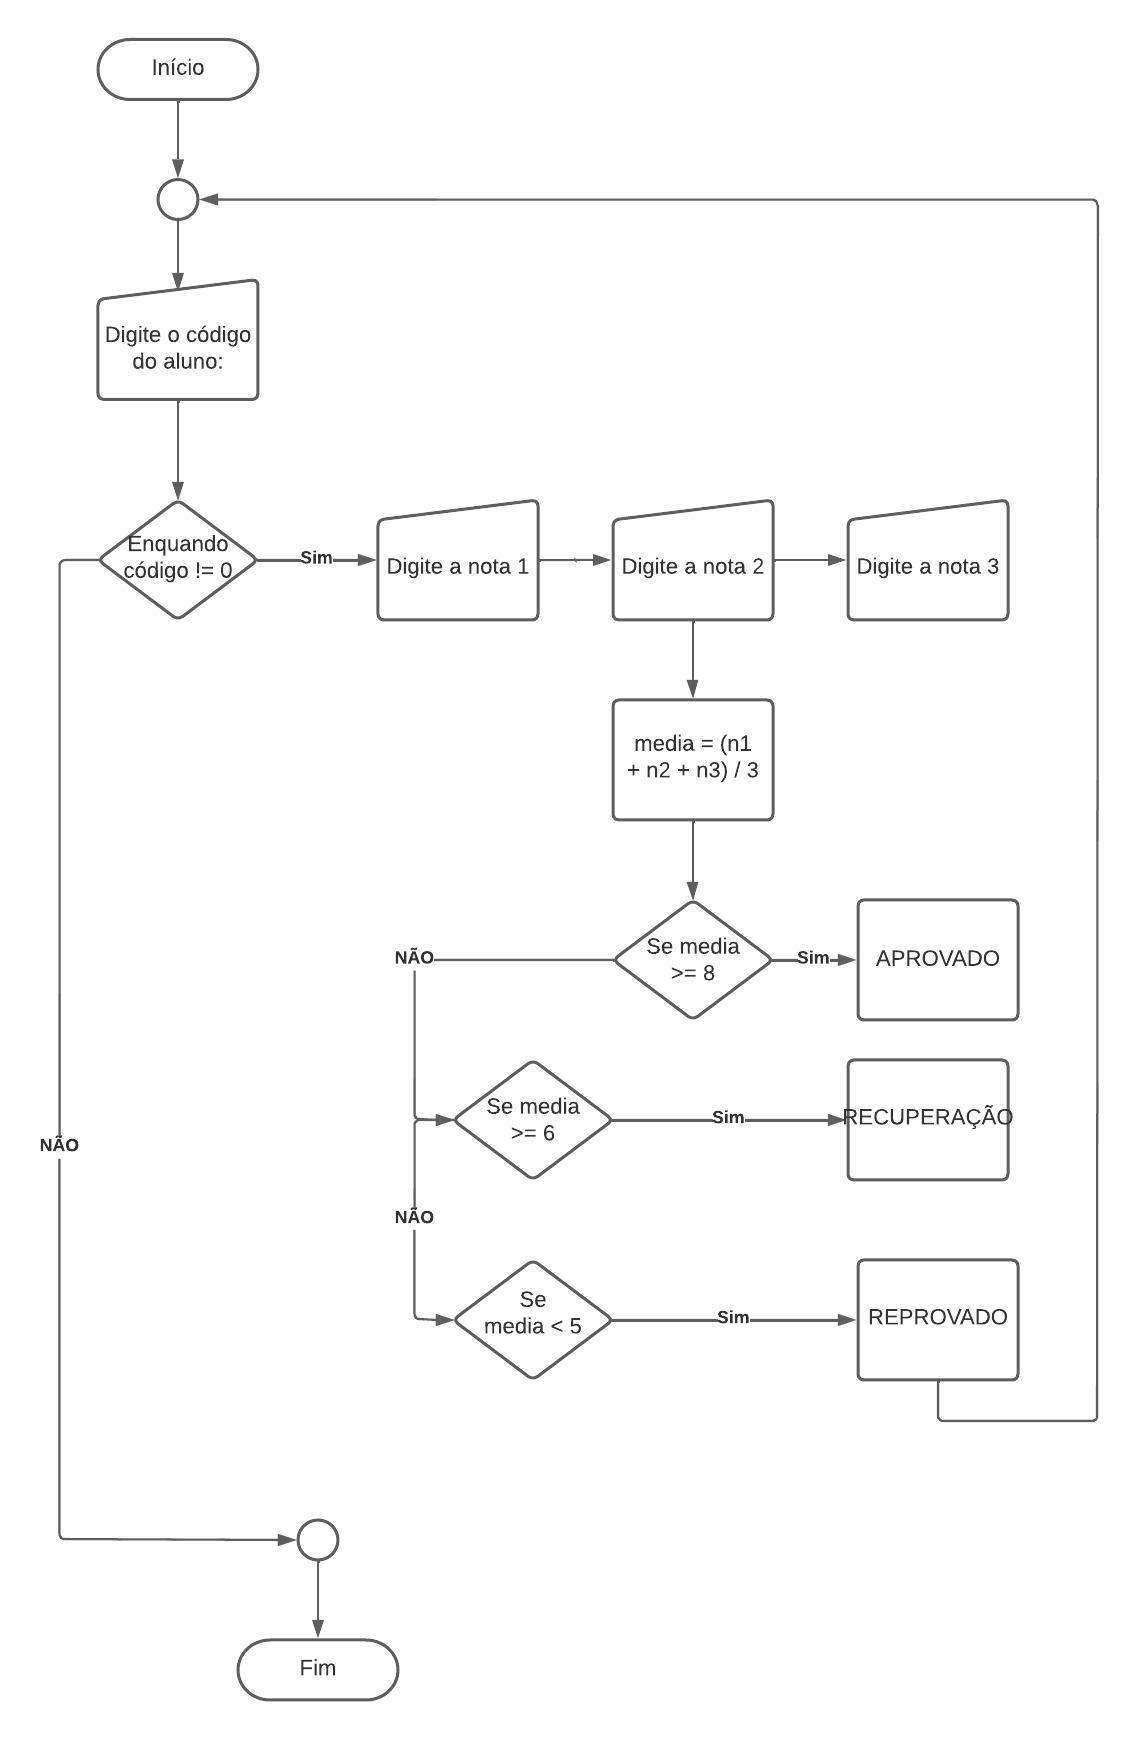 Início
Digite o código
do aluno:
Enquando
código != 0
Sim
Digite a nota 1
Digite a nota 2
Digite a nota 3
media = (n1
+ n2 + n3) / 3
Se media
>= 8
Sim
APROVADO
NÃO
Se media
>= 6
Sim
RECUPERAÇÃO
NÃO
NÃO
Se
media < 5
Sim
REPROVADO
Fim